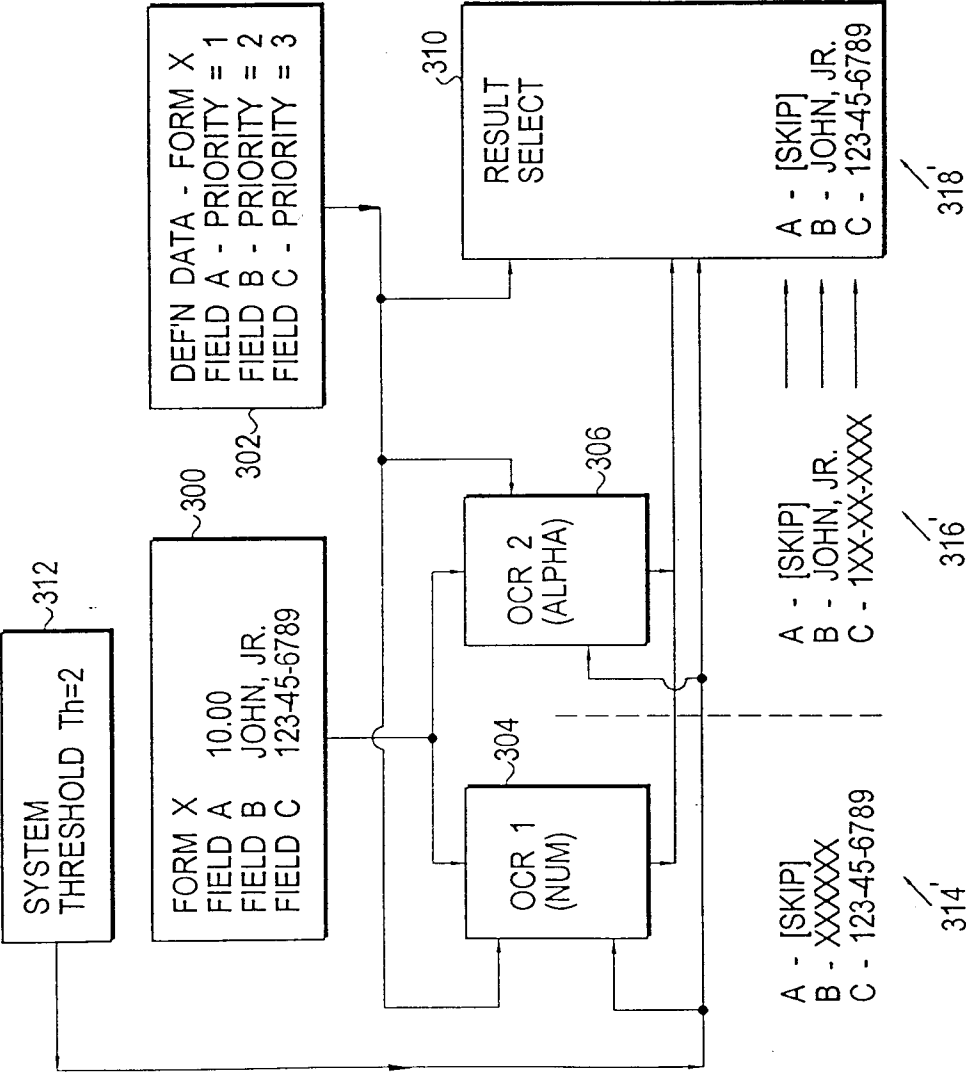 SYSTEM
THRESHOLD Th=2
312
FORM X
FIELD A 10.00
FIELD B JOHN, JR.
FIELD C 123-45-6789
300
DEF'N DATA - FORM X
FIELD A - PRIORITY = 1
FIELD B - PRIORITY = 2
FIELD C - PRIORITY = 3
302
OCR 1
(NUM)
304
OCR 2
(ALPHA)
306
RESULT
SELECT
310
A - [SKIP]
B - XXXXXX
C - 123-45-6789
314'
A - [SKIP]
B - JOHN, JR.
C - 1XX-XX-XXXX
316'
A - [SKIP]
B - JOHN, JR.
C - 123-45-6789
318'